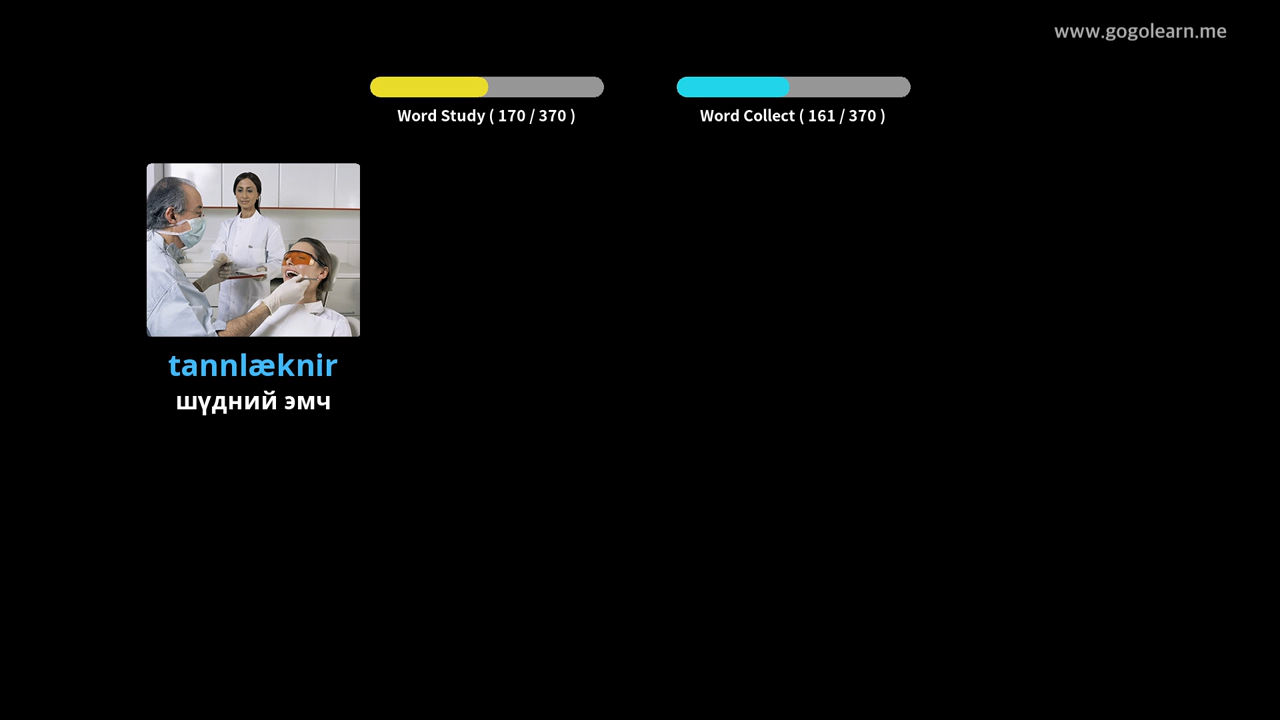 www.gogolearn.me
Word Study ( 170 / 370 )
Word Collect ( 161 / 370 )
tannlæknir
шүдний эмч